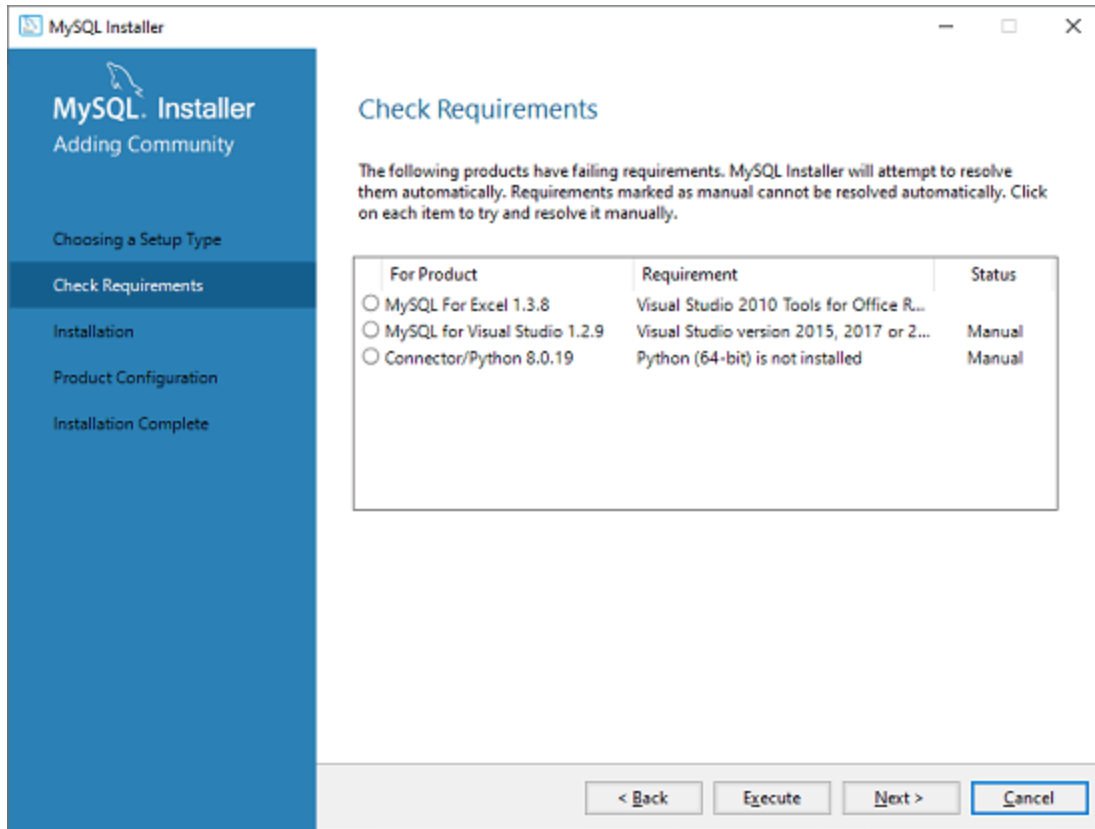 MySQL Installer
MySQL. Installer
Adding Community
Choosing a Setup Type
Check Requirements
Installation
Product Configuration
Installation Complete
Check Requirements
The following products have failing requirements. MySQL Installer will attempt to resolve
them automatically. Requirements marked as manual cannot be resolved automatically. Click
on each item to try and resolve it manually.
For Product Requirement Status
MySQL For Excel 1.3.8 Visual Studio 2010 Tools for Office R...
MySQL for Visual Studio 1.2.9 Visual Studio version 2015, 2017 or 2... Manual
Connector/Python 8.0.19 Python (64-bit) is not installed Manual
< Back Execute Next > Cancel